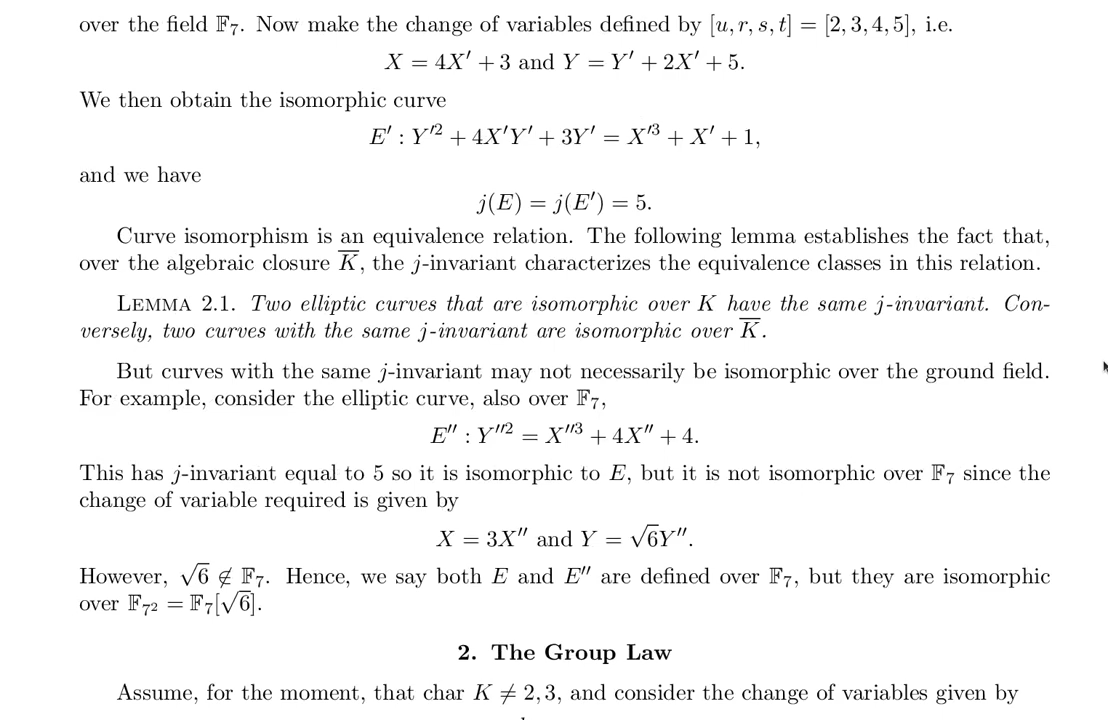 over the field 𝔽₇. Now make the change of variables defined by [u, r, s, t] = [2, 3, 4, 5], i.e.
X = 4X′ + 3 and Y = Y′ + 2X′ + 5.
We then obtain the isomorphic curve
E′ : Y′² + 4X′Y′ + 3Y′ = X′³ + X′ + 1,
and we have
j(E) = j(E′) = 5.
Curve isomorphism is an equivalence relation. The following lemma establishes the fact that,
over the algebraic closure K̅, the j-invariant characterizes the equivalence classes in this relation.
LEMMA 2.1. Two elliptic curves that are isomorphic over K have the same j-invariant. Con-
versely, two curves with the same j-invariant are isomorphic over K̅.
But curves with the same j-invariant may not necessarily be isomorphic over the ground field.
For example, consider the elliptic curve, also over 𝔽₇,
E″ : Y″² = X″³ + 4X″ + 4.
This has j-invariant equal to 5 so it is isomorphic to E, but it is not isomorphic over 𝔽₇ since the
change of variable required is given by
X = 3X″ and Y = √6Y″.
However, √6 ∉ 𝔽₇. Hence, we say both E and E″ are defined over 𝔽₇, but they are isomorphic
over 𝔽₇² = 𝔽₇[√6].
2. The Group Law
Assume, for the moment, that char K ≠ 2, 3, and consider the change of variables given by